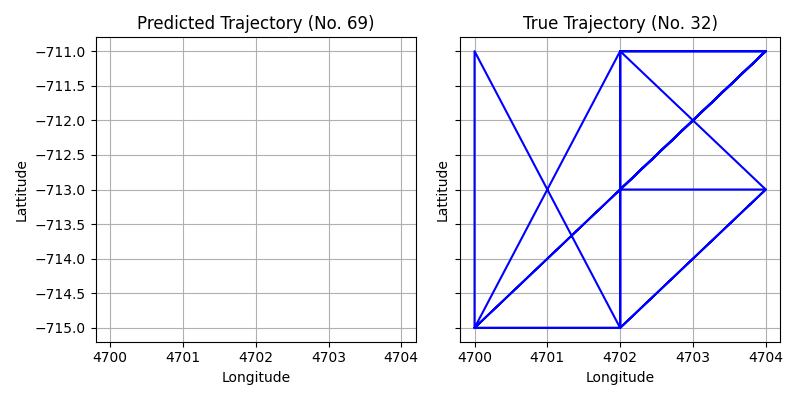 Predicted Trajectory (No. 69)
True Trajectory (No. 32)
−711.0
−711.5
−712.0
−712.5
−713.0
−713.5
−714.0
−714.5
−715.0
Lattitude
Lattitude
4700 4701 4702 4703 4704
4700 4701 4702 4703 4704
Longitude
Longitude